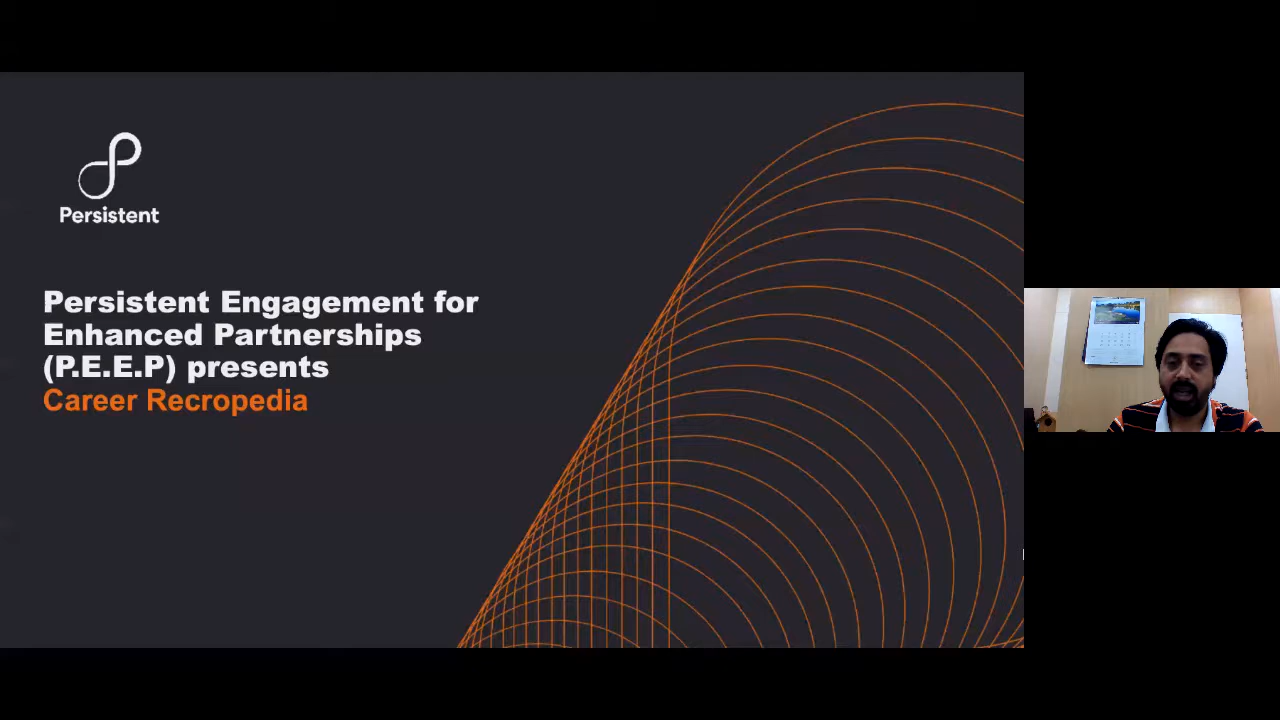 Persistent
Persistent Engagement for
Enhanced Partnerships
(P.E.E.P) presents
Career Recropedia